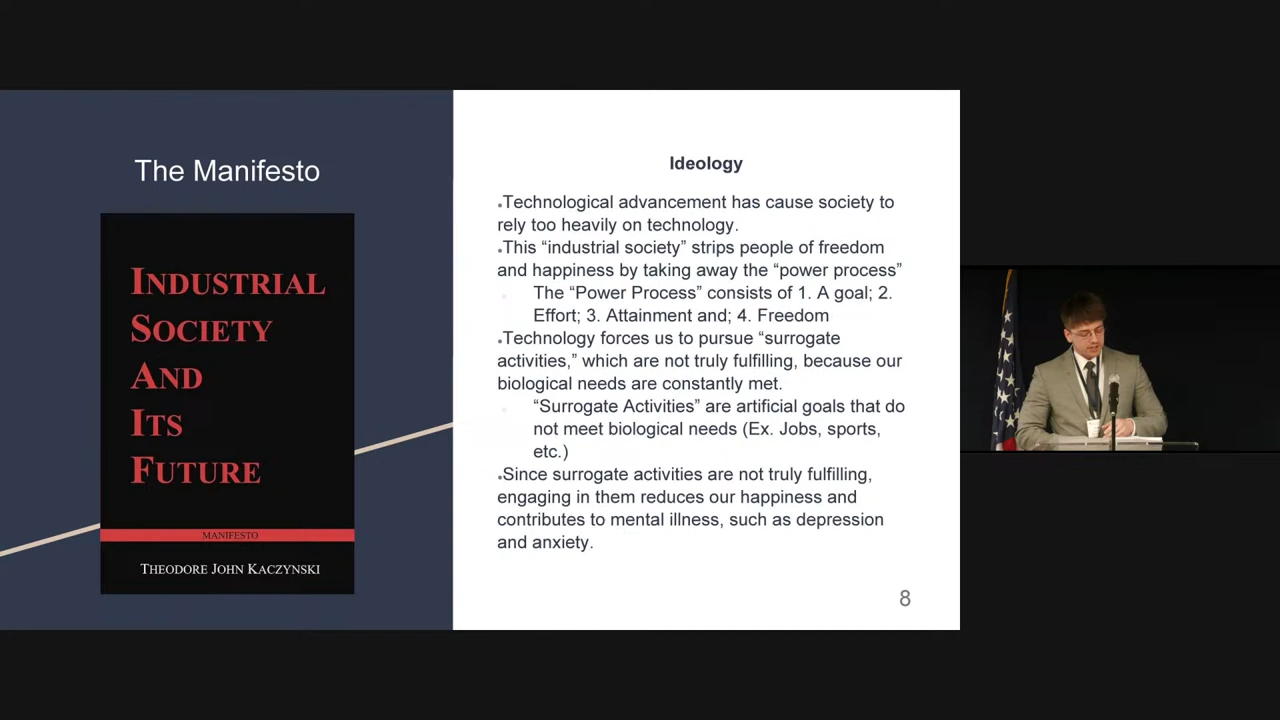 The Manifesto
INDUSTRIAL
SOCIETY
AND
ITS
FUTURE
MANIFESTO
THEODORE JOHN KACZYNSKI
Ideology
•Technological advancement has cause society to
rely too heavily on technology.
•This “industrial society” strips people of freedom
and happiness by taking away the “power process”
The “Power Process” consists of 1. A goal; 2.
Effort; 3. Attainment and; 4. Freedom
•Technology forces us to pursue “surrogate
activities,” which are not truly fulfilling, because our
biological needs are constantly met.
“Surrogate Activities” are artificial goals that do
not meet biological needs (Ex. Jobs, sports,
etc.)
•Since surrogate activities are not truly fulfilling,
engaging in them reduces our happiness and
contributes to mental illness, such as depression
and anxiety.
8